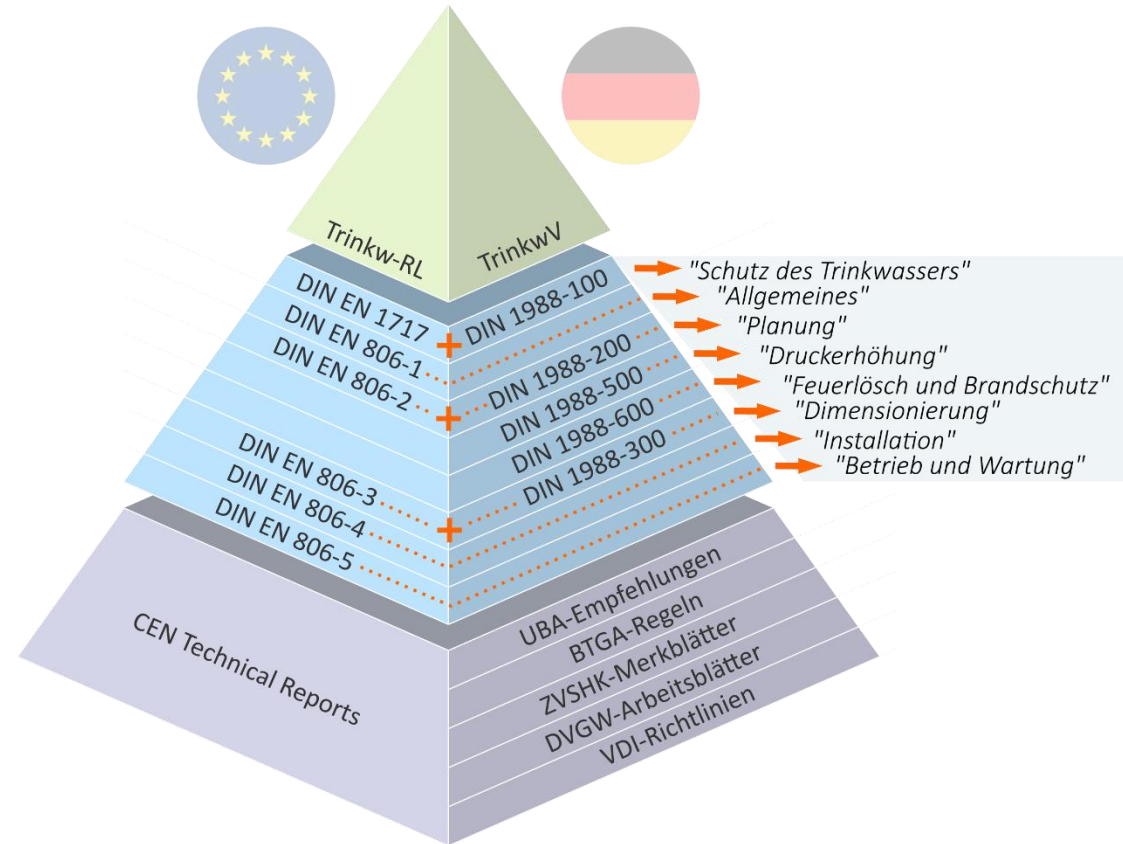 Trinkw-RL
TrinkwV
DIN EN 1717
DIN EN 806-1
DIN EN 806-2
DIN EN 806-3
DIN EN 806-4
DIN EN 806-5
+
+
+
DIN 1988-100
DIN 1988-200
DIN 1988-500
DIN 1988-600
DIN 1988-300
"Schutz des Trinkwassers"
"Allgemeines"
"Planung"
"Druckerhöhung"
"Feuerlösch und Brandschutz"
"Dimensionierung"
"Installation"
"Betrieb und Wartung"
CEN Technical Reports
UBA-Empfehlungen
BTGA-Regeln
ZVSHK-Merkblätter
DVGW-Arbeitsblätter
VDI-Richtlinien